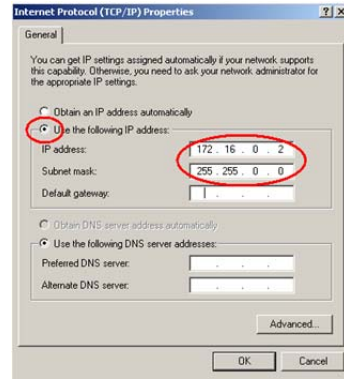 Internet Protocol (TCP/IP) Properties
? X
General
You can get IP settings assigned automatically if your network supports
this capability. Otherwise, you need to ask your network administrator for
the appropriate IP settings.
Obtain an IP address automatically
Use the following IP address:
IP address: 172 . 16 . 0 . 2
Subnet mask: 255 . 255 . 0 . 0
Default gateway: . . .
Obtain DNS server address automatically
Use the following DNS server addresses:
Preferred DNS server: . . .
Alternate DNS server: . . .
Advanced...
OK Cancel